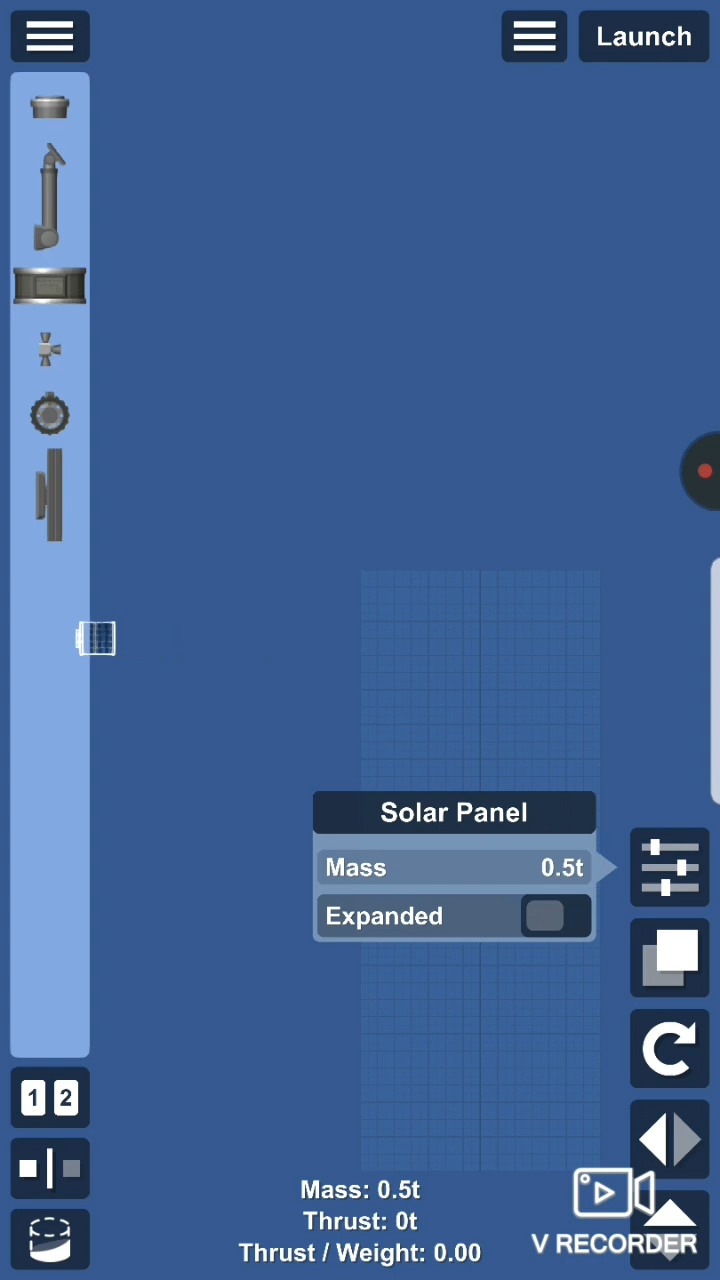 Launch
Solar Panel
Mass 0.5t
Expanded
1 2
Mass: 0.5t
Thrust: 0t
Thrust / Weight: 0.00
V RECORDER